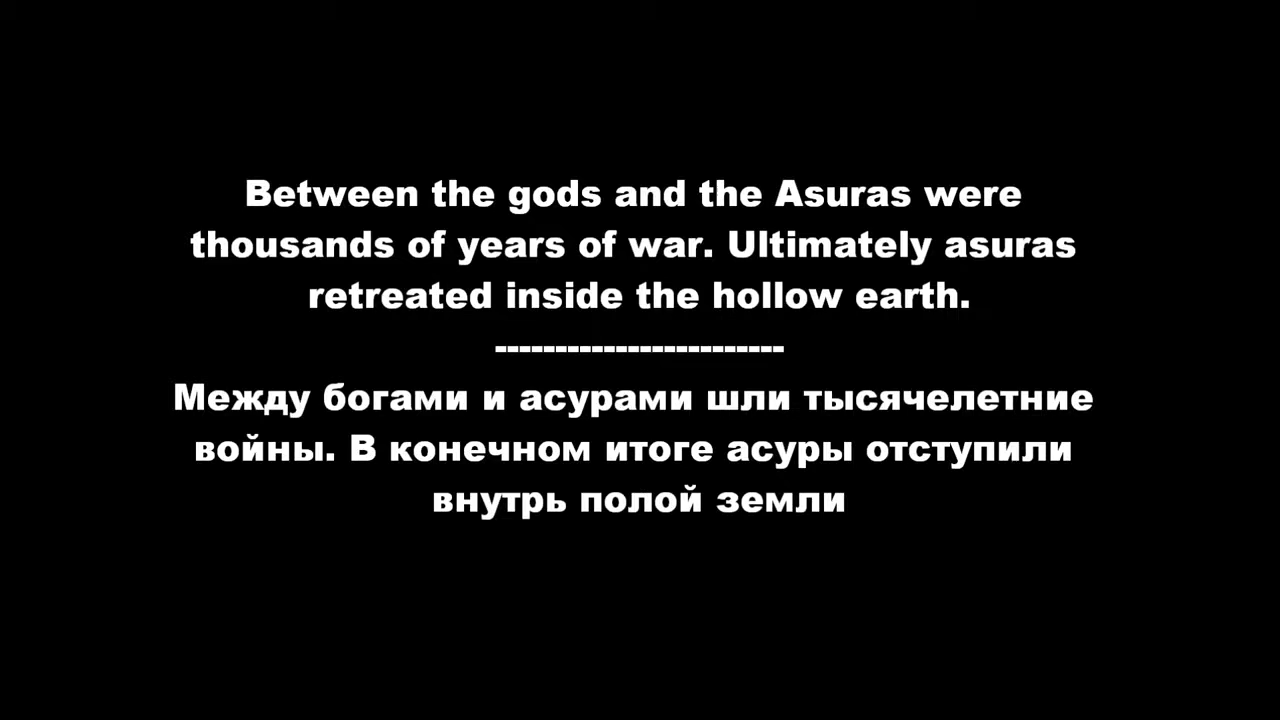 Between the gods and the Asuras were
thousands of years of war. Ultimately asuras
retreated inside the hollow earth.
------------------------
Между богами и асурами шли тысячелетние
войны. В конечном итоге асуры отступили
внутрь полой земли